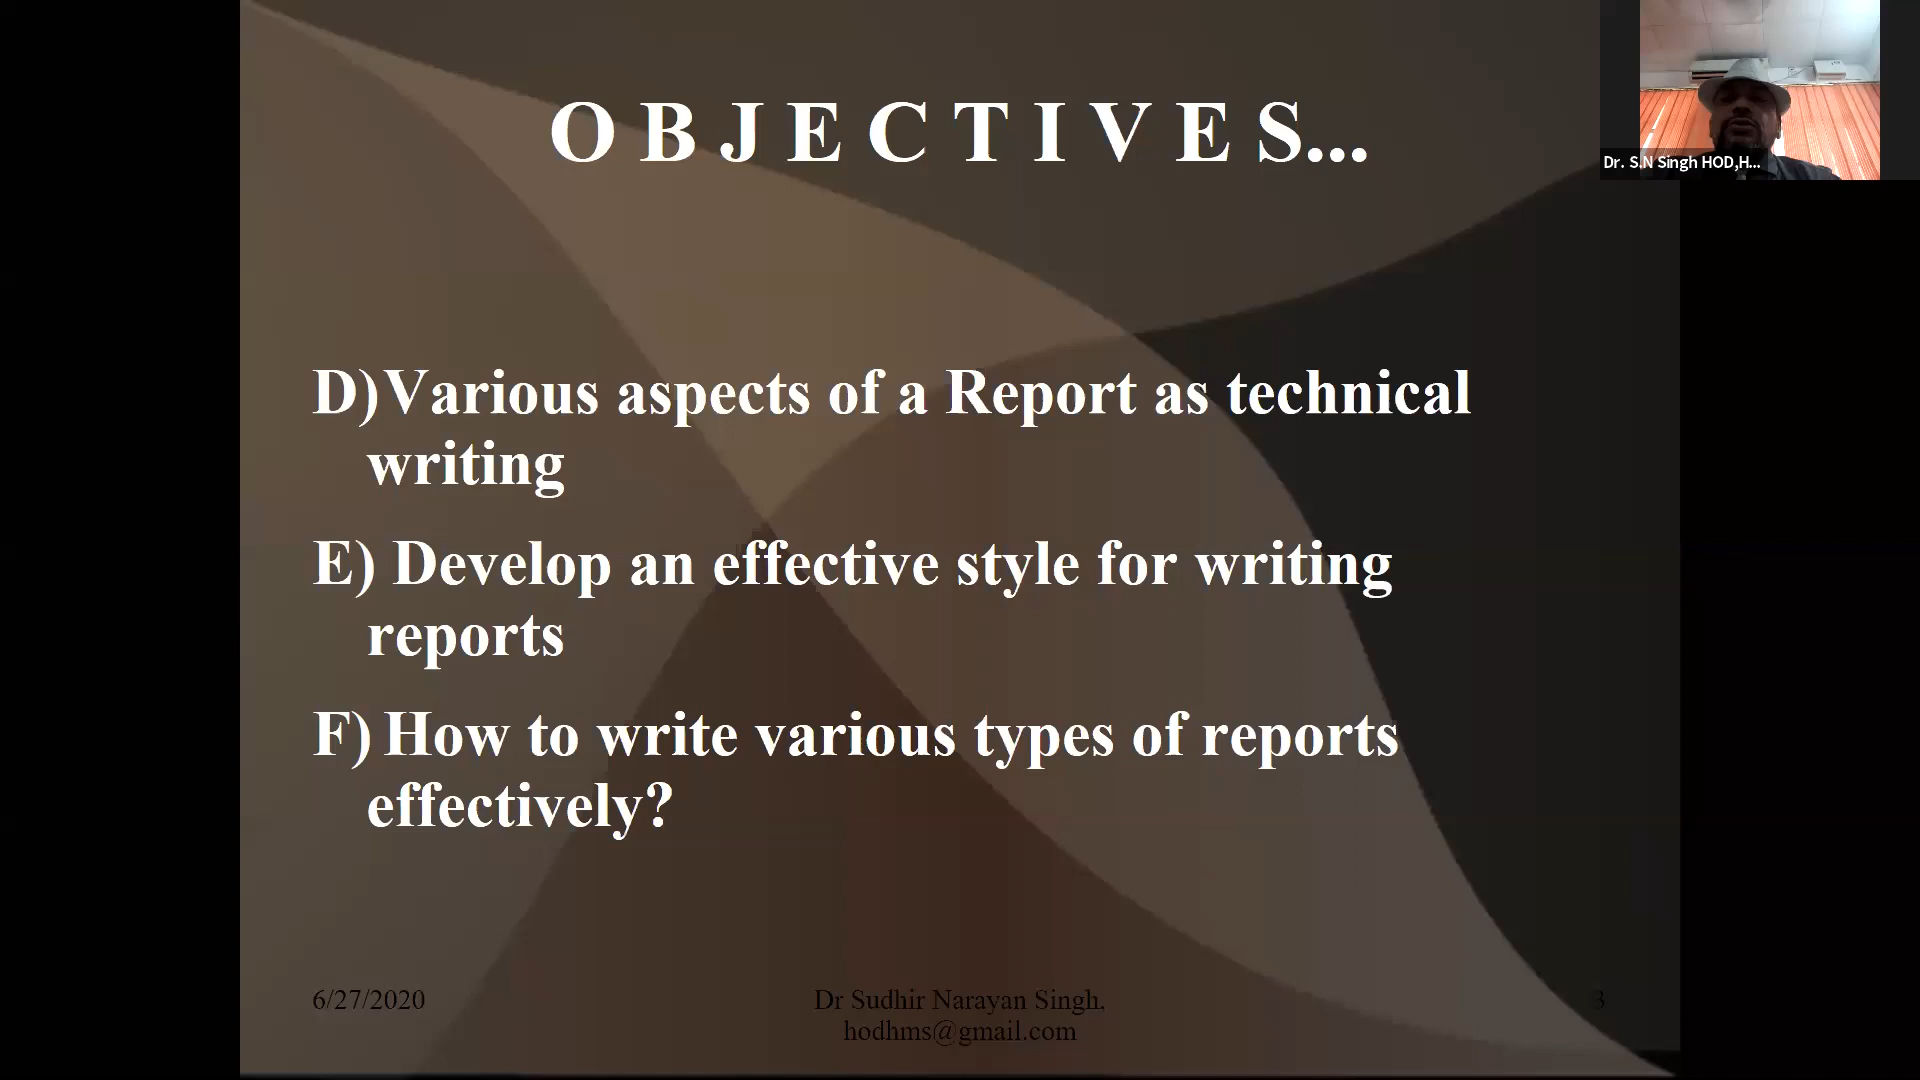 O B J E C T I V E S...
Dr. S.N Singh HOD,H...
D)Various aspects of a Report as technical
writing
E) Develop an effective style for writing
reports
F) How to write various types of reports
effectively?
6/27/2020
Dr Sudhir Narayan Singh,
hodhms@gmail.com
3